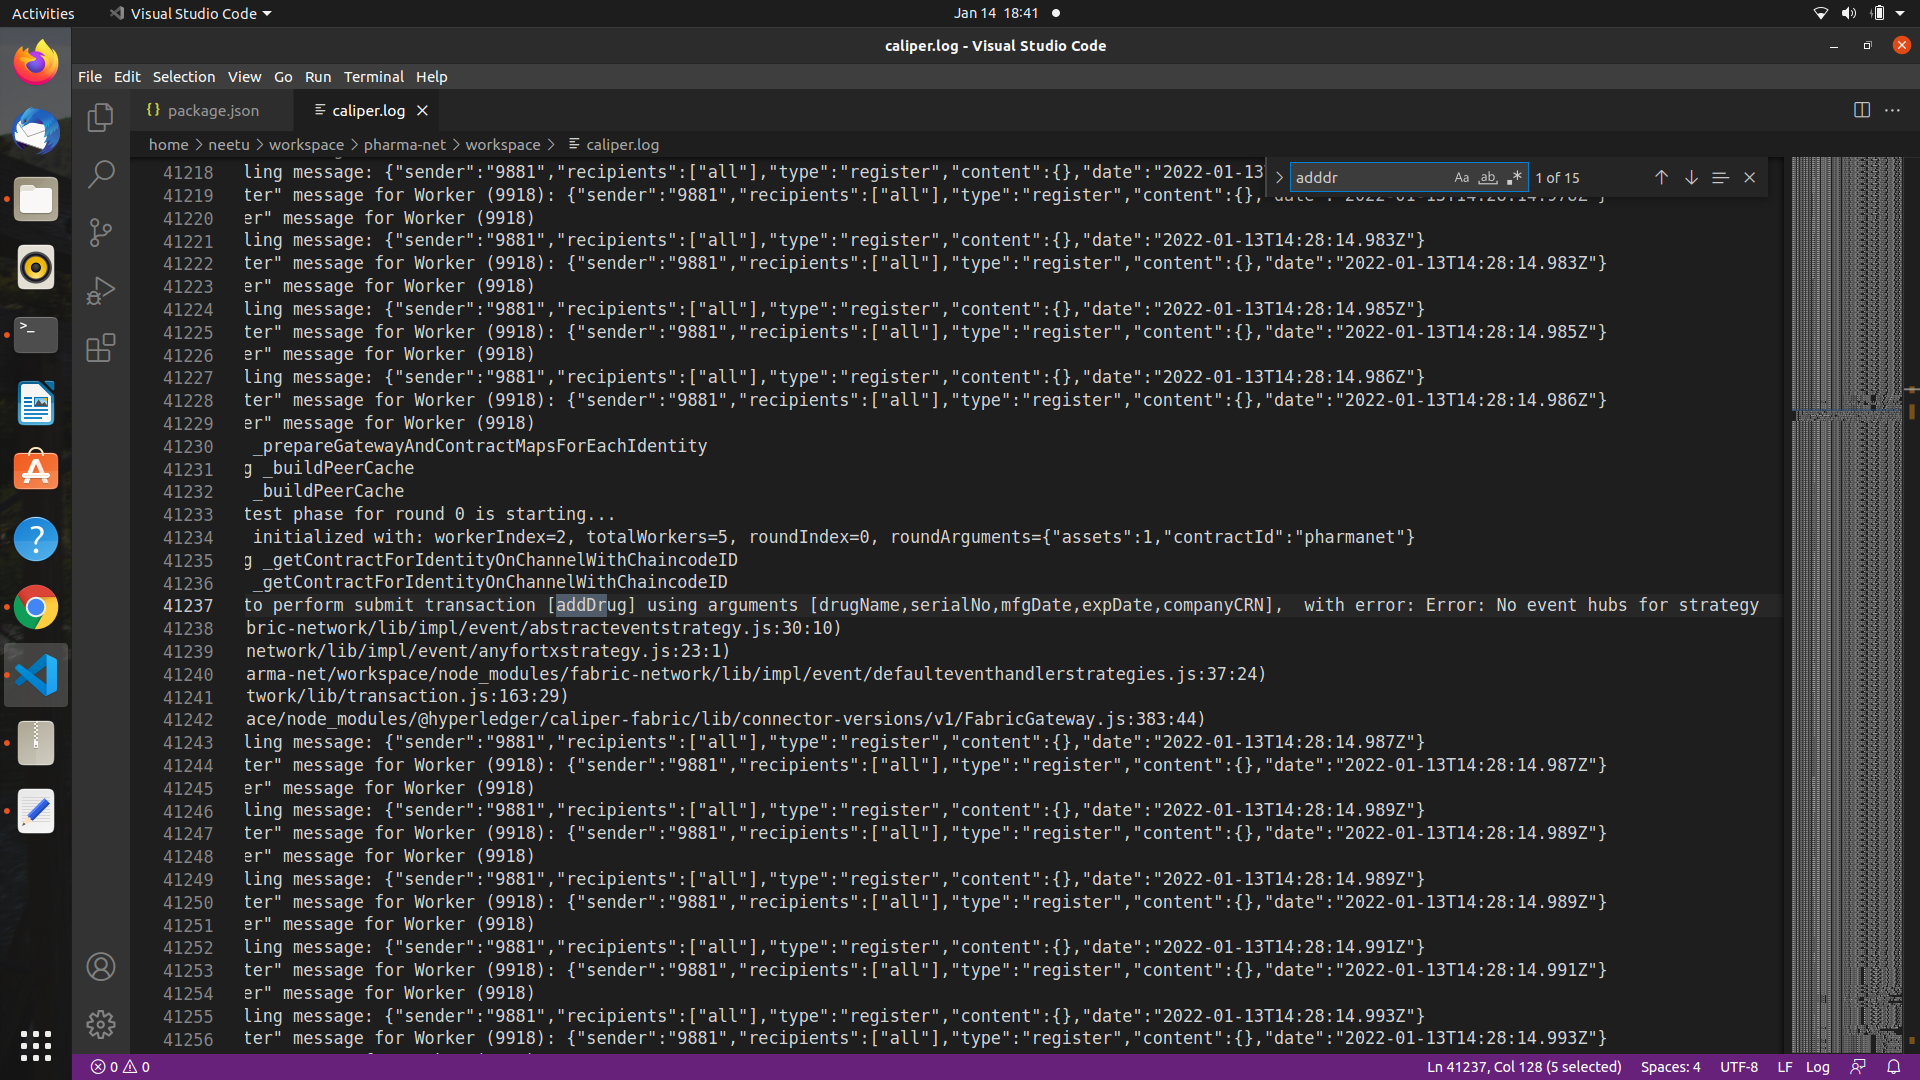 Activities
Visual Studio Code
Jan 14 18:41
caliper.log - Visual Studio Code
File Edit Selection View Go Run Terminal Help
package.json
caliper.log
home > neetu > workspace > pharma-net > workspace > caliper.log
adddr
Aa ab 1 of 15
41218 ling message: {"sender":"9881","recipients":["all"],"type":"register","content":{},"date":"2022-01-13
41219 ter" message for Worker (9918): {"sender":"9881","recipients":["all"],"type":"register","content":{},"date":"2022-01-13T14:28:14.978Z"}
41220 er" message for Worker (9918)
41221 ling message: {"sender":"9881","recipients":["all"],"type":"register","content":{},"date":"2022-01-13T14:28:14.983Z"}
41222 ter" message for Worker (9918): {"sender":"9881","recipients":["all"],"type":"register","content":{},"date":"2022-01-13T14:28:14.983Z"}
41223 er" message for Worker (9918)
41224 ling message: {"sender":"9881","recipients":["all"],"type":"register","content":{},"date":"2022-01-13T14:28:14.985Z"}
41225 ter" message for Worker (9918): {"sender":"9881","recipients":["all"],"type":"register","content":{},"date":"2022-01-13T14:28:14.985Z"}
41226 er" message for Worker (9918)
41227 ling message: {"sender":"9881","recipients":["all"],"type":"register","content":{},"date":"2022-01-13T14:28:14.986Z"}
41228 ter" message for Worker (9918): {"sender":"9881","recipients":["all"],"type":"register","content":{},"date":"2022-01-13T14:28:14.986Z"}
41229 er" message for Worker (9918)
41230 _prepareGatewayAndContractMapsForEachIdentity
41231 g _buildPeerCache
41232 _buildPeerCache
41233 test phase for round 0 is starting...
41234 initialized with: workerIndex=2, totalWorkers=5, roundIndex=0, roundArguments={"assets":1,"contractId":"pharmanet"}
41235 g _getContractForIdentityOnChannelWithChaincodeID
41236 _getContractForIdentityOnChannelWithChaincodeID
41237 to perform submit transaction [addDrug] using arguments [drugName,serialNo,mfgDate,expDate,companyCRN], with error: Error: No event hubs for strategy
41238 bric-network/lib/impl/event/abstracteventstrategy.js:30:10)
41239 network/lib/impl/event/anyfortxstrategy.js:23:1)
41240 arma-net/workspace/node_modules/fabric-network/lib/impl/event/defaulteventhandlerstrategies.js:37:24)
41241 twork/lib/transaction.js:163:29)
41242 ace/node_modules/@hyperledger/caliper-fabric/lib/connector-versions/v1/FabricGateway.js:383:44)
41243 ling message: {"sender":"9881","recipients":["all"],"type":"register","content":{},"date":"2022-01-13T14:28:14.987Z"}
41244 ter" message for Worker (9918): {"sender":"9881","recipients":["all"],"type":"register","content":{},"date":"2022-01-13T14:28:14.987Z"}
41245 er" message for Worker (9918)
41246 ling message: {"sender":"9881","recipients":["all"],"type":"register","content":{},"date":"2022-01-13T14:28:14.989Z"}
41247 ter" message for Worker (9918): {"sender":"9881","recipients":["all"],"type":"register","content":{},"date":"2022-01-13T14:28:14.989Z"}
41248 er" message for Worker (9918)
41249 ling message: {"sender":"9881","recipients":["all"],"type":"register","content":{},"date":"2022-01-13T14:28:14.989Z"}
41250 ter" message for Worker (9918): {"sender":"9881","recipients":["all"],"type":"register","content":{},"date":"2022-01-13T14:28:14.989Z"}
41251 er" message for Worker (9918)
41252 ling message: {"sender":"9881","recipients":["all"],"type":"register","content":{},"date":"2022-01-13T14:28:14.991Z"}
41253 ter" message for Worker (9918): {"sender":"9881","recipients":["all"],"type":"register","content":{},"date":"2022-01-13T14:28:14.991Z"}
41254 er" message for Worker (9918)
41255 ling message: {"sender":"9881","recipients":["all"],"type":"register","content":{},"date":"2022-01-13T14:28:14.993Z"}
41256 ter" message for Worker (9918): {"sender":"9881","recipients":["all"],"type":"register","content":{},"date":"2022-01-13T14:28:14.993Z"}
0 0
Ln 41237, Col 128 (5 selected) Spaces: 4 UTF-8 LF Log